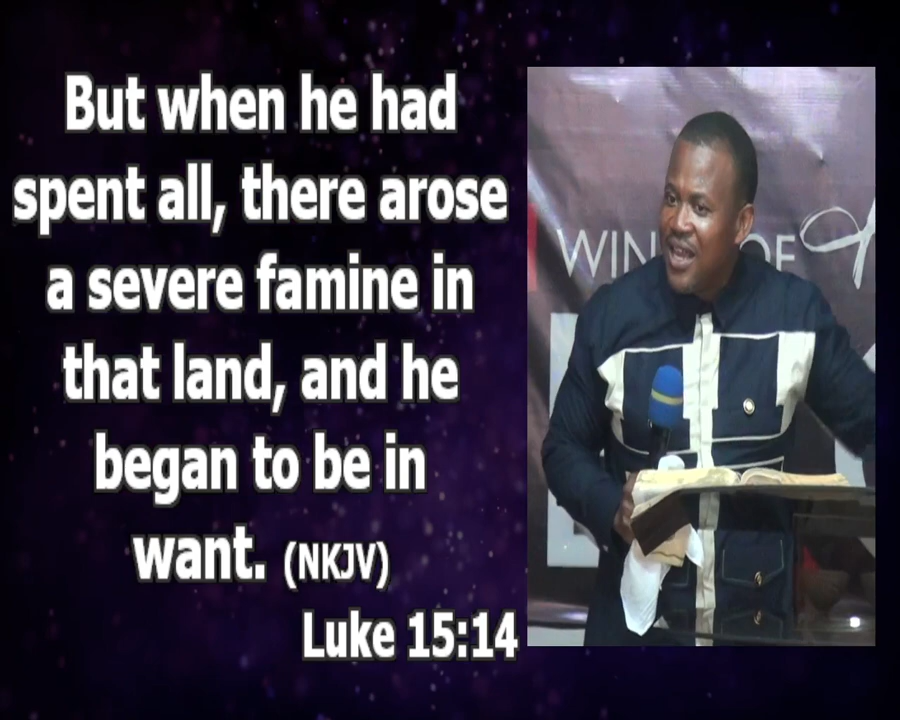 But when he had
spent all, there arose
a severe famine in
that land, and he
began to be in
want. (NKJV)
Luke 15:14
OF